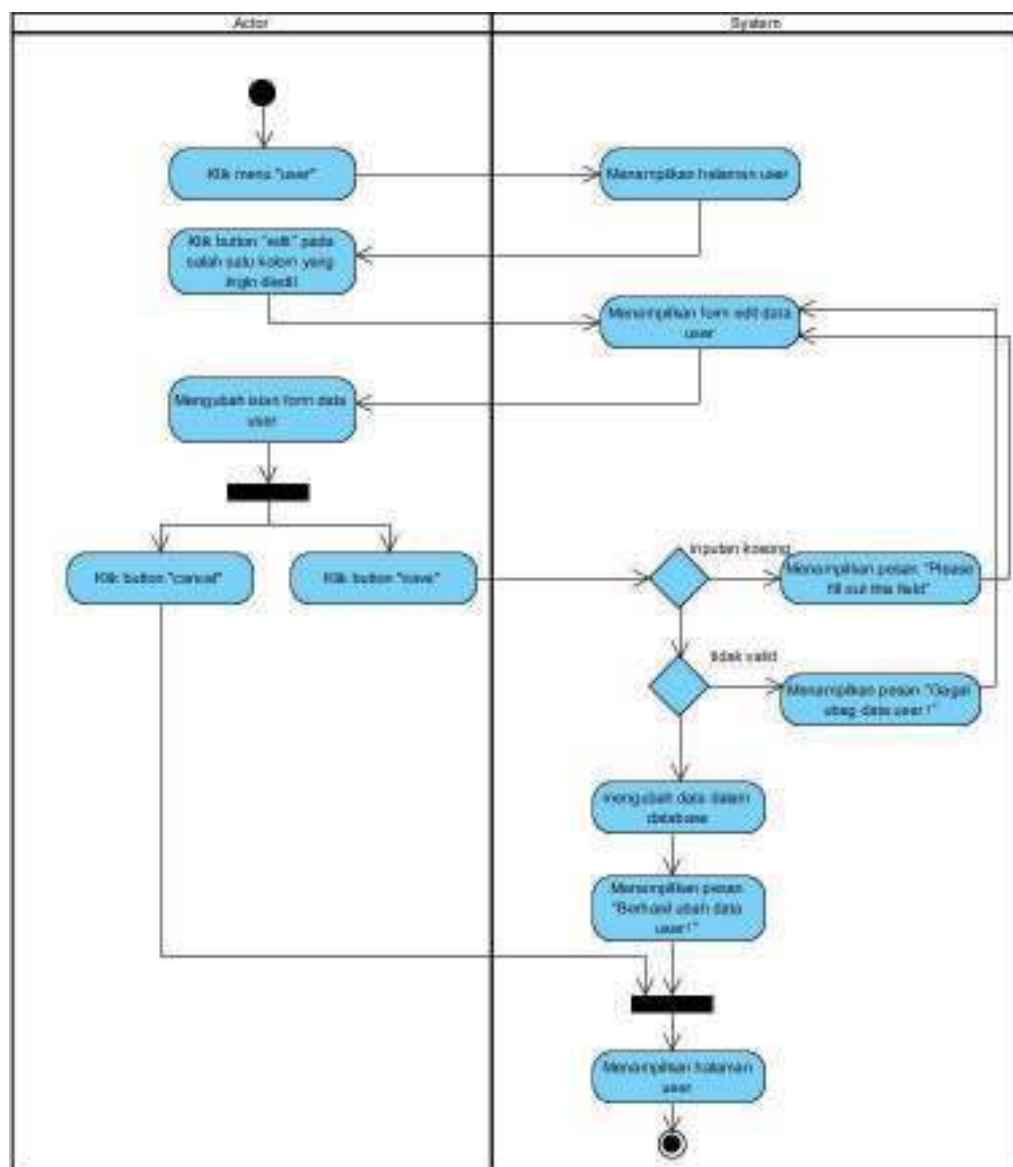 Actor
System
Klik menu "user"
Menampilkan halaman user
Klik button "edit" pada
salah satu kolom yang
ingin diedit
Menampilkan form edit data
user
Mengubah isian form data
user
Klik button "cancel"
Klik button "save"
inputan kosong
Menampilkan pesan "Please
fill out this field"
tidak valid
Menampilkan pesan "Gagal
ubag data user!"
mengubah data dalam
database
Menampilkan pesan
"Berhasil ubah data
user!"
Menampilkan halaman
user